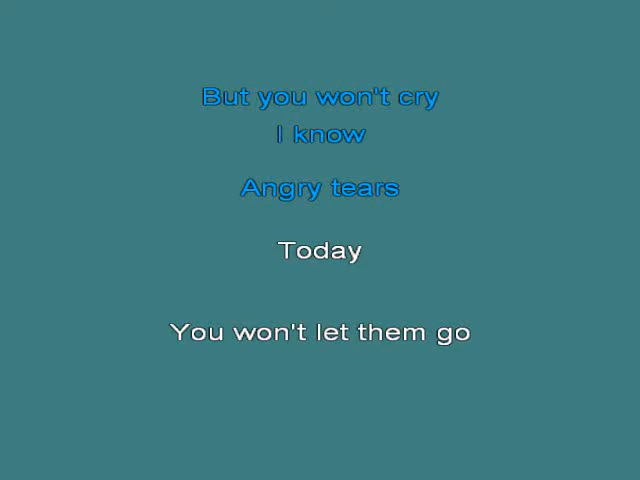 But you won't cry
I know
Angry tears
Today
You won't let them go